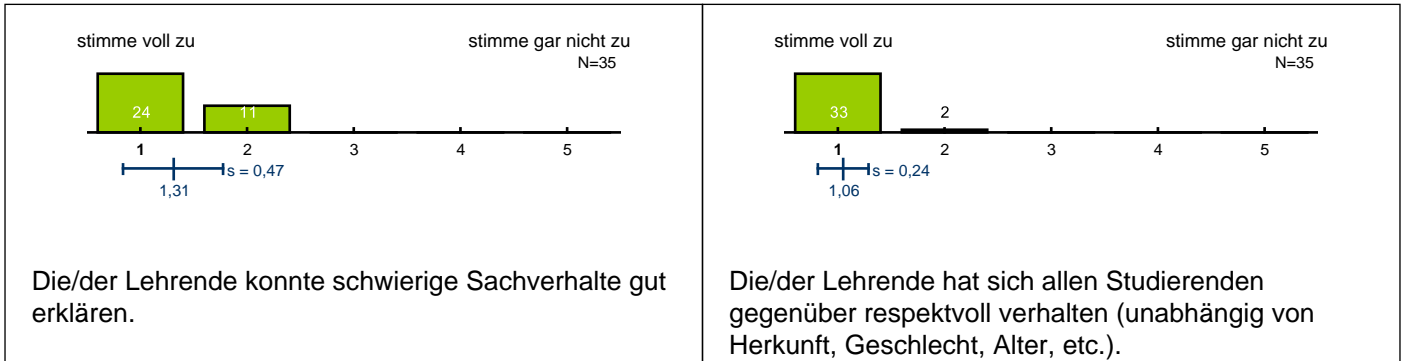 stimme voll zu stimme gar nicht zu
N=35
24 11
1 2 3 4 5
s = 0,47
1,31
Die/der Lehrende konnte schwierige Sachverhalte gut
erklären.
stimme voll zu stimme gar nicht zu
N=35
33 2
1 2 3 4 5
s = 0,24
1,06
Die/der Lehrende hat sich allen Studierenden
gegenüber respektvoll verhalten (unabhängig von
Herkunft, Geschlecht, Alter, etc.).